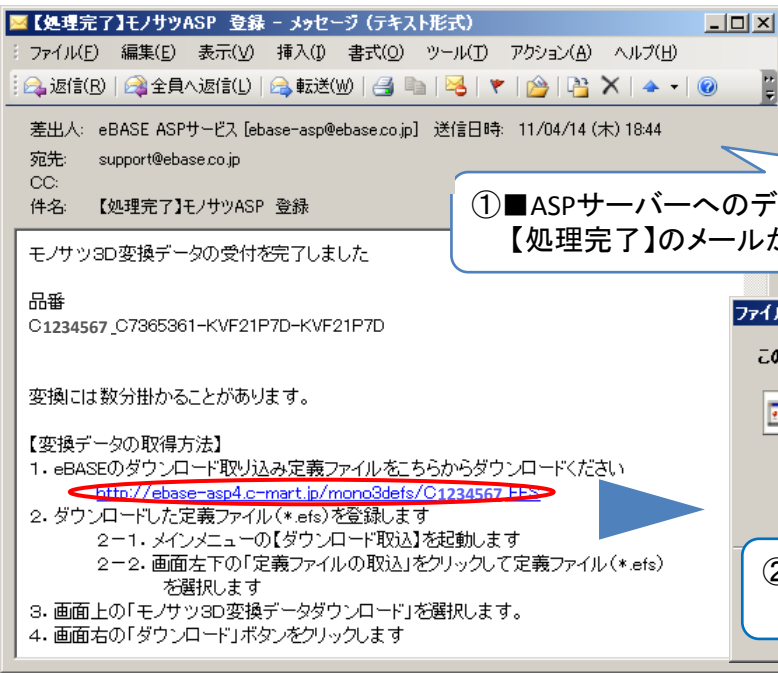 【処理完了】モノサツASP 登録 - メッセージ (テキスト形式)
ファイル(F) 編集(E) 表示(V) 挿入(I) 書式(O) ツール(T) アクション(A) ヘルプ(H)
返信(R) 全員へ返信(L) 転送(W)
差出人: eBASE ASPサービス [ebase-asp@ebase.co.jp] 送信日時: 11/04/14 (木) 18:44
宛先: support@ebase.co.jp
CC:
件名: 【処理完了】モノサツASP 登録
①■ASPサーバーへのデ
【処理完了】のメールが
モノサツ3D変換データの受付を完了しました
品番
C1234567_C7365361-KVF21P7D-KVF21P7D
変換には数分掛かることがあります。
【変換データの取得方法】
1. eBASEのダウンロード取り込み定義ファイルをこちらからダウンロードください
http://ebase-asp4.c-mart.jp/mono3defs/C1234567.EFS
2. ダウンロードした定義ファイル(*.efs)を登録します
2-1. メインメニューの【ダウンロード取込】を起動します
2-2. 画面左下の「定義ファイルの取込」をクリックして定義ファイル(*.efs)
を選択します
3. 画面上の「モノサツ3D変換データダウンロード」を選択します。
4. 画面右の「ダウンロード」ボタンをクリックします
ファイル
この
②